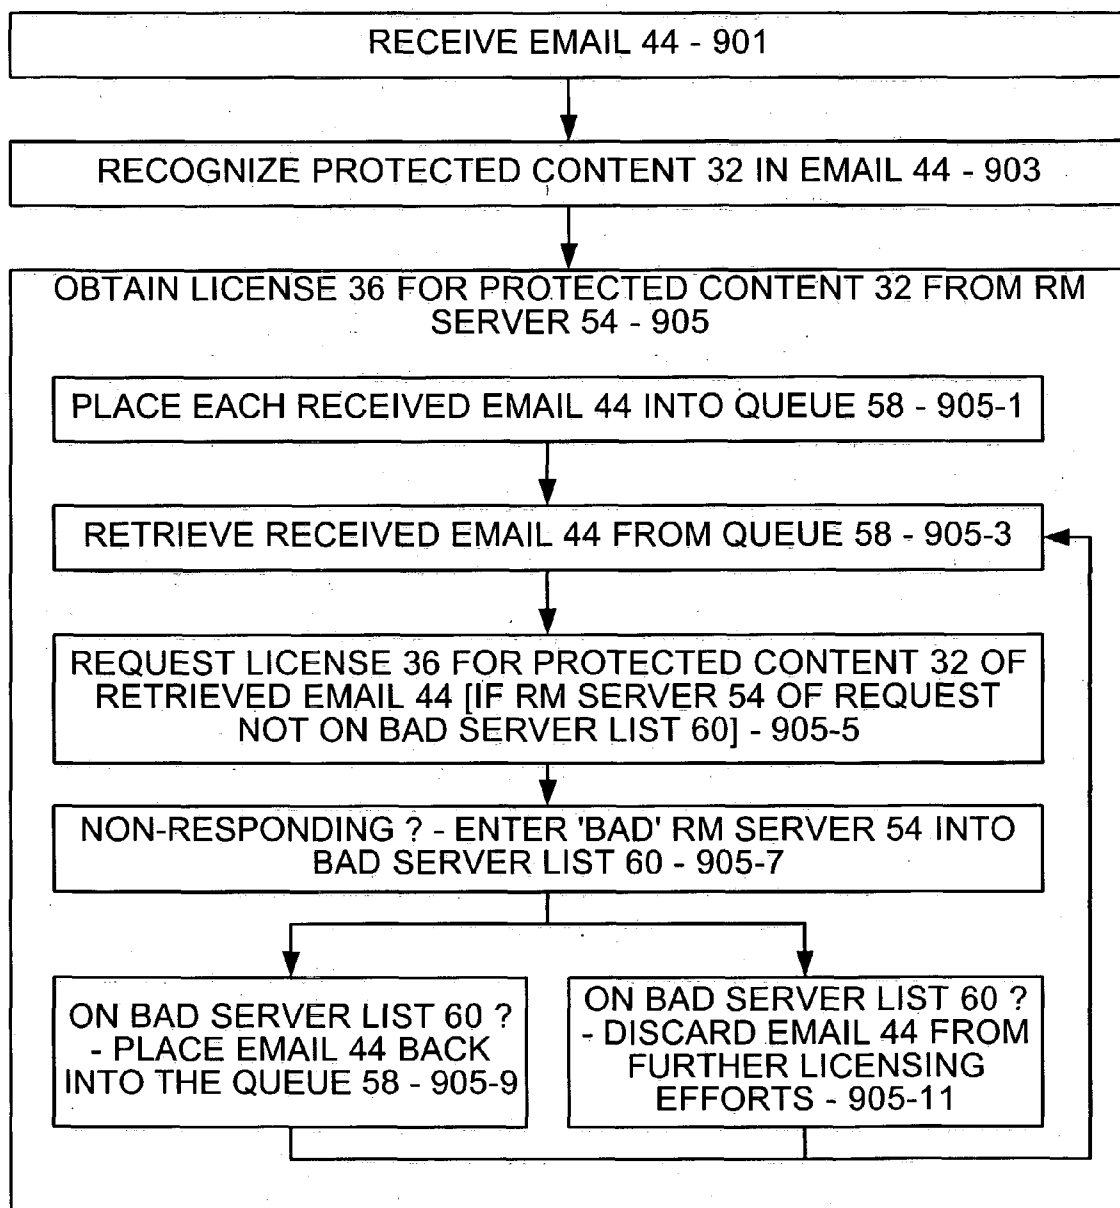 RECEIVE EMAIL 44 - 901
RECOGNIZE PROTECTED CONTENT 32 IN EMAIL 44 - 903
OBTAIN LICENSE 36 FOR PROTECTED CONTENT 32 FROM RM
SERVER 54 - 905
PLACE EACH RECEIVED EMAIL 44 INTO QUEUE 58 - 905-1
RETRIEVE RECEIVED EMAIL 44 FROM QUEUE 58 - 905-3
REQUEST LICENSE 36 FOR PROTECTED CONTENT 32 OF
RETRIEVED EMAIL 44 [IF RM SERVER 54 OF REQUEST
NOT ON BAD SERVER LIST 60] - 905-5
NON-RESPONDING ? - ENTER 'BAD' RM SERVER 54 INTO
BAD SERVER LIST 60 - 905-7
ON BAD SERVER LIST 60 ?
- PLACE EMAIL 44 BACK
INTO THE QUEUE 58 - 905-9
ON BAD SERVER LIST 60 ?
- DISCARD EMAIL 44 FROM
FURTHER LICENSING
EFFORTS - 905-11